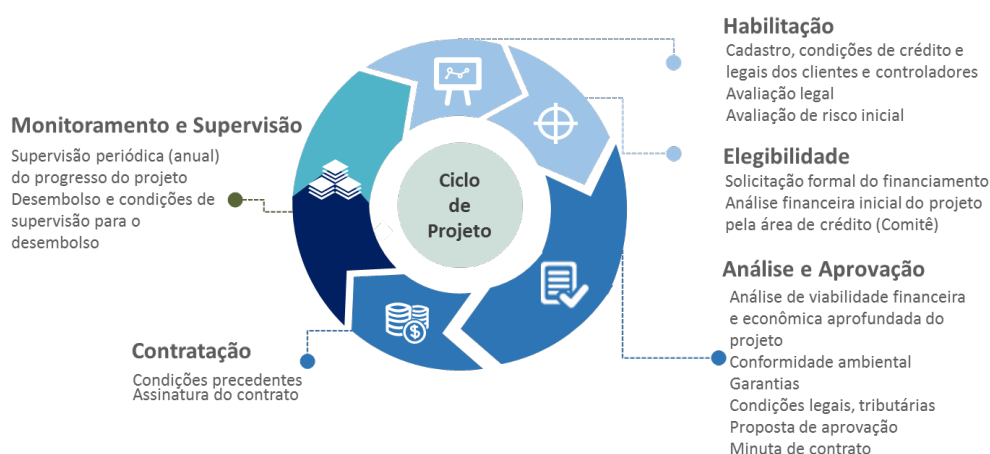 Habilitação
Cadastro, condições de crédito e
legais dos clientes e controladores
Avaliação legal
Avaliação de risco inicial
Elegibilidade
Solicitação formal do financiamento
Análise financeira inicial do projeto
pela área de crédito (Comitê)
Análise e Aprovação
Análise de viabilidade financeira
e econômica aprofundada do
projeto
Conformidade ambiental
Garantias
Condições legais, tributárias
Proposta de aprovação
Minuta de contrato
Contratação
Condições precedentes
Assinatura do contrato
Monitoramento e Supervisão
Supervisão periódica (anual)
do progresso do projeto
Desembolso e condições de
supervisão para o
desembolso
Ciclo
de
Projeto
$